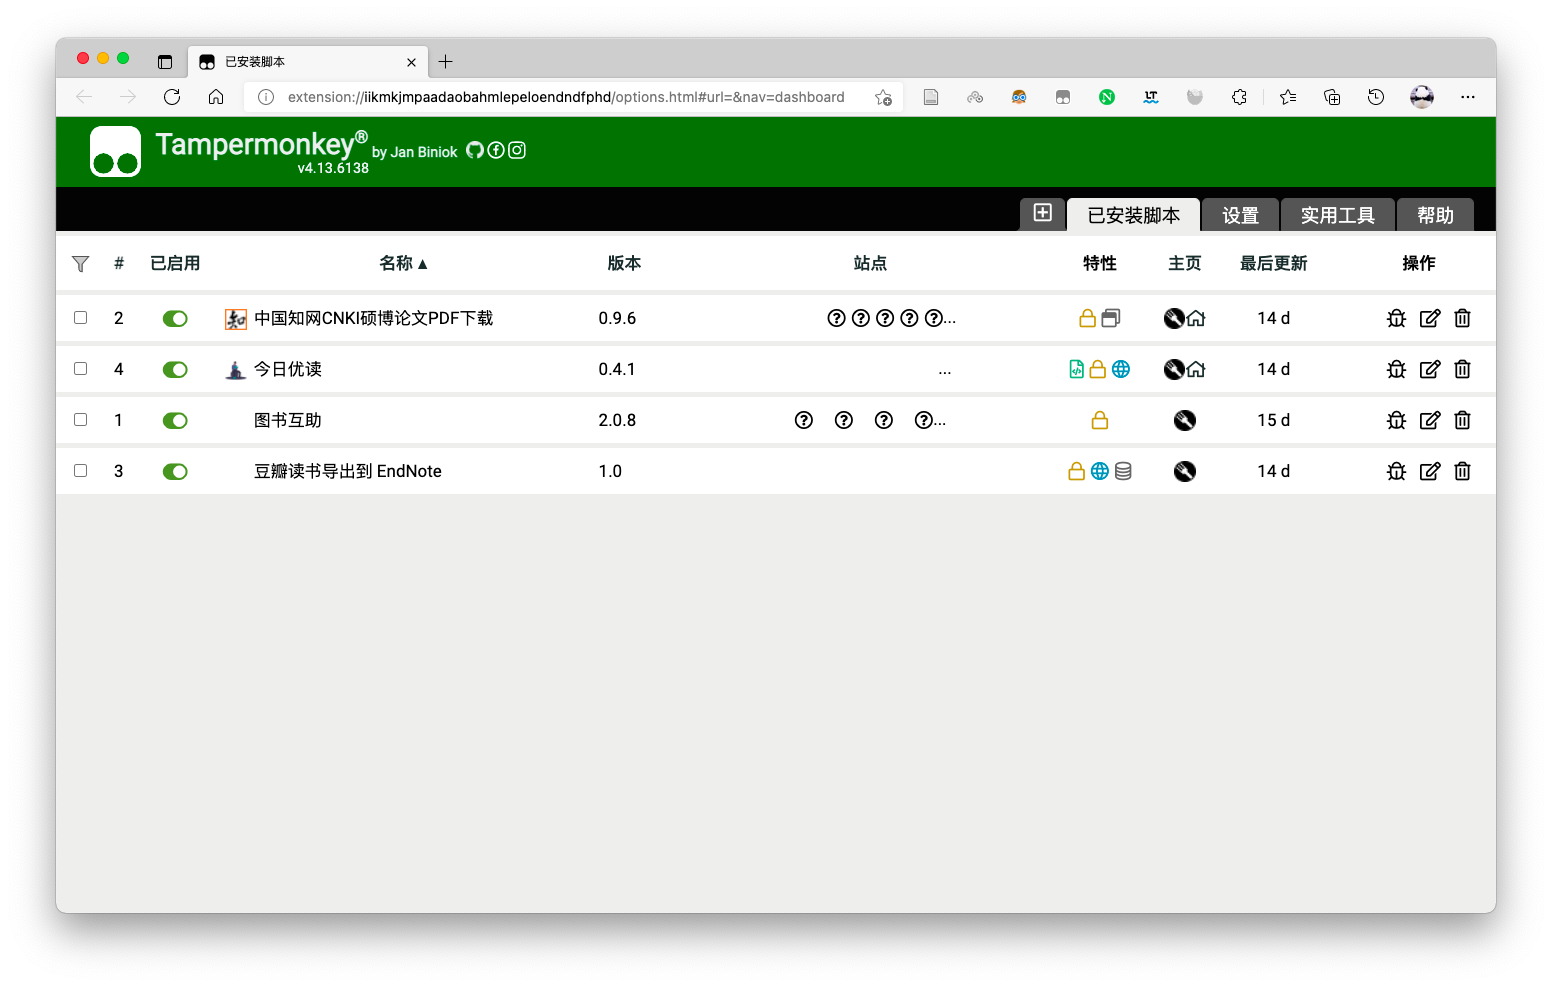 已安装脚本
extension://iikmkjmpaadaobahmlepeloendndfphd/options.html#url=&nav=dashboard
Tampermonkey® by Jan Biniok
v4.13.6138
已安装脚本 设置 实用工具 帮助
# 已启用 名称 ▲ 版本 站点 特性 主页 最后更新 操作
2 中国知网CNKI硕博论文PDF下载 0.9.6 ... 14 d
4 今日优读 0.4.1 ... 14 d
1 图书互助 2.0.8 ... 15 d
3 豆瓣读书导出到 EndNote 1.0 14 d